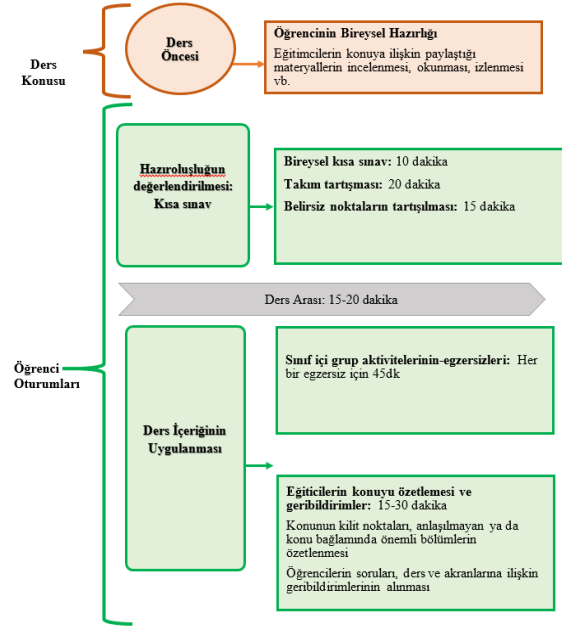 Ders
Konusu
Ders
Öncesi
Öğrencinin Bireysel Hazırlığı
Eğitimcilerin konuya ilişkin paylaştığı
materyallerin incelenmesi, okunması, izlenmesi
vb.
Hazıroluşluğun
değerlendirilmesi:
Kısa sınav
Bireysel kısa sınav: 10 dakika
Takım tartışması: 20 dakika
Belirsiz noktaların tartışılması: 15 dakika
Ders Arası: 15-20 dakika
Öğrenci
Oturumları
Ders İçeriğinin
Uygulanması
Sınıf içi grup aktivitelerinin-egzersizleri: Her
bir egzersiz için 45dk
Eğiticilerin konuyu özetlemesi ve
geribildirimler: 15-30 dakika
Konunun kilit noktaları, anlaşılmayan ya da
konu bağlamında önemli bölümlerin
özetlenmesi
Öğrencilerin soruları, ders ve akranlarına ilişkin
geribildirimlerinin alınması